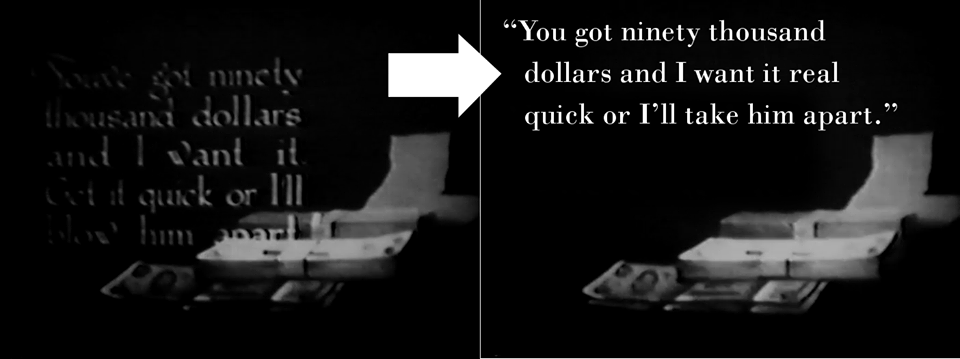 You've got ninety
thousand dollars
and I want it.
Get it quick or I'll
blow him apart
“You got ninety thousand
dollars and I want it real
quick or I’ll take him apart.”